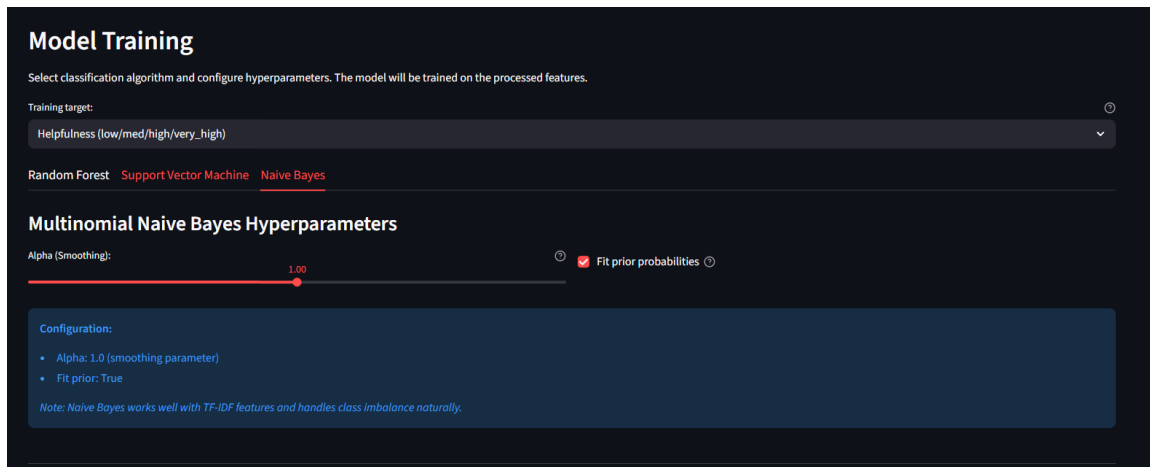 Model Training
Select classification algorithm and configure hyperparameters. The model will be trained on the processed features.
Training target:
Helpfulness (low/med/high/very_high)
Random Forest Support Vector Machine Naive Bayes
Multinomial Naive Bayes Hyperparameters
Alpha (Smoothing):
1.00
Fit prior probabilities
Configuration:
• Alpha: 1.0 (smoothing parameter)
• Fit prior: True
Note: Naive Bayes works well with TF-IDF features and handles class imbalance naturally.